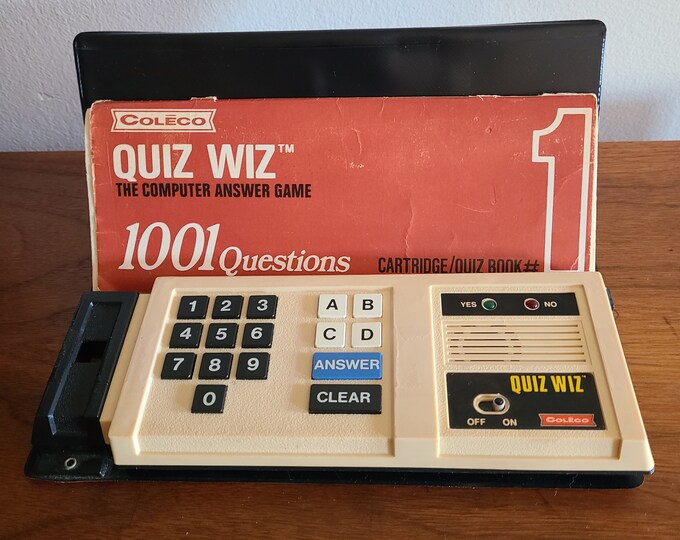 COLECO
QUIZ WIZ™
THE COMPUTER ANSWER GAME
1001 Questions
CARTRIDGE/QUIZ BOOK #
1
1 2 3
4 5 6
7 8 9
0
A B
C D
ANSWER
CLEAR
YES NO
QUIZ WIZ™
OFF ON
COLECO